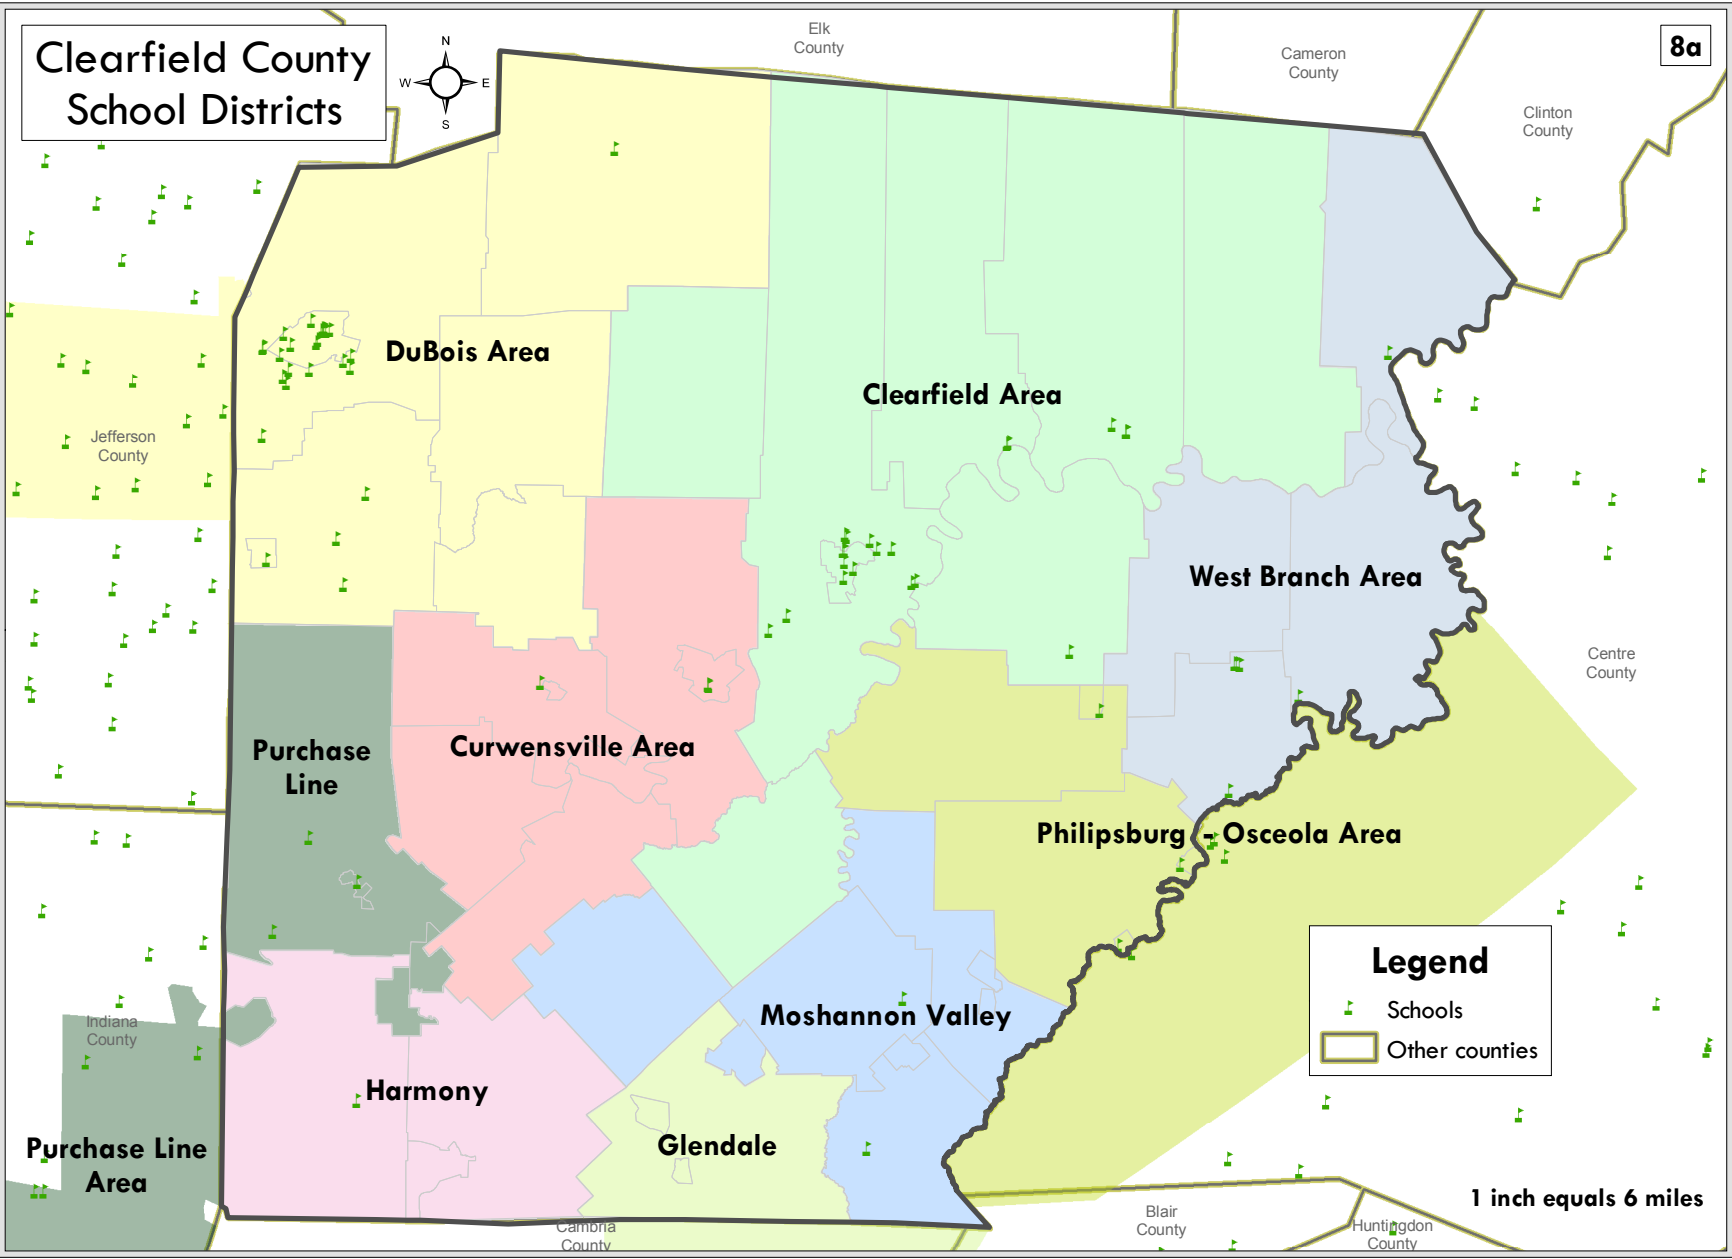 Clearfield County
School Districts
N
W
E
S
Elk
County
Cameron
County
8a
Clinton
County
DuBois Area
Clearfield Area
Jefferson
County
West Branch Area
Centre
County
Purchase
Line
Curwensville Area
Philipsburg - Osceola Area
Legend
Schools
Other counties
Moshannon Valley
Indiana
County
Harmony
Glendale
Purchase Line
Area
1 inch equals 6 miles
Cambria
County
Blair
County
Huntingdon
County